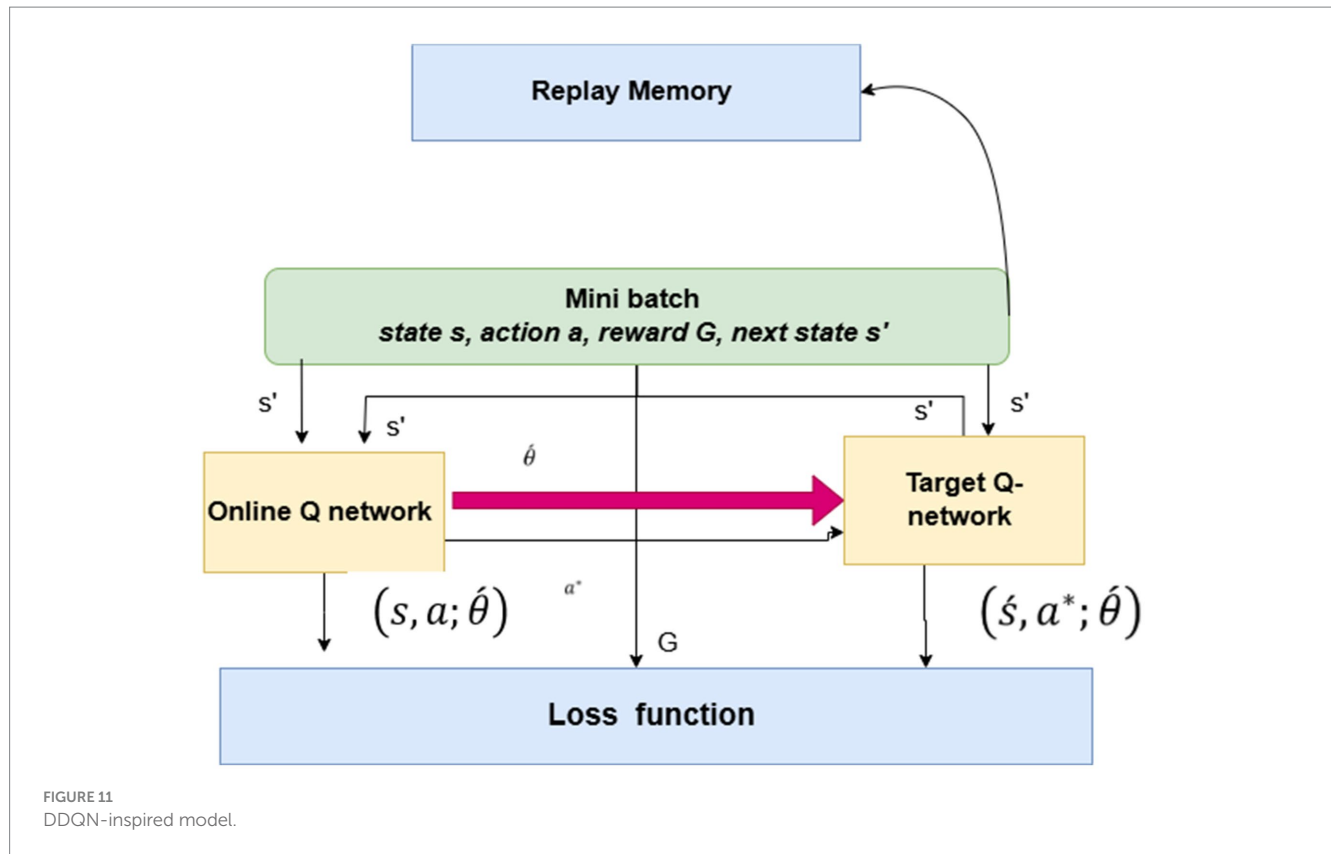 Replay Memory
Mini batch
state s, action a, reward G, next state s'
s'
s'
s'
s'
θ́
Online Q network
Target Q-
network
a*
(s, a; θ́)
(ś, a*; θ́)
G
Loss function
FIGURE 11
DDQN-inspired model.